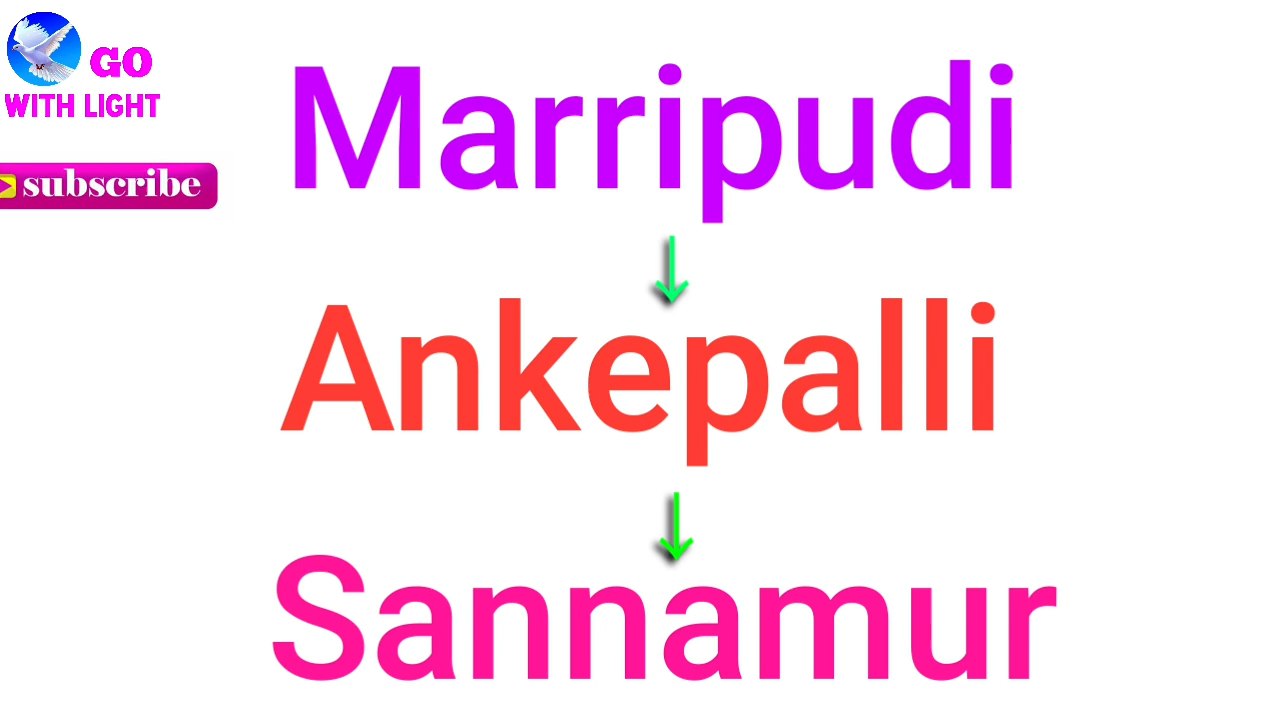 GO
WITH LIGHT
subscribe
Marripudi
↓
Ankepalli
↓
Sannamur